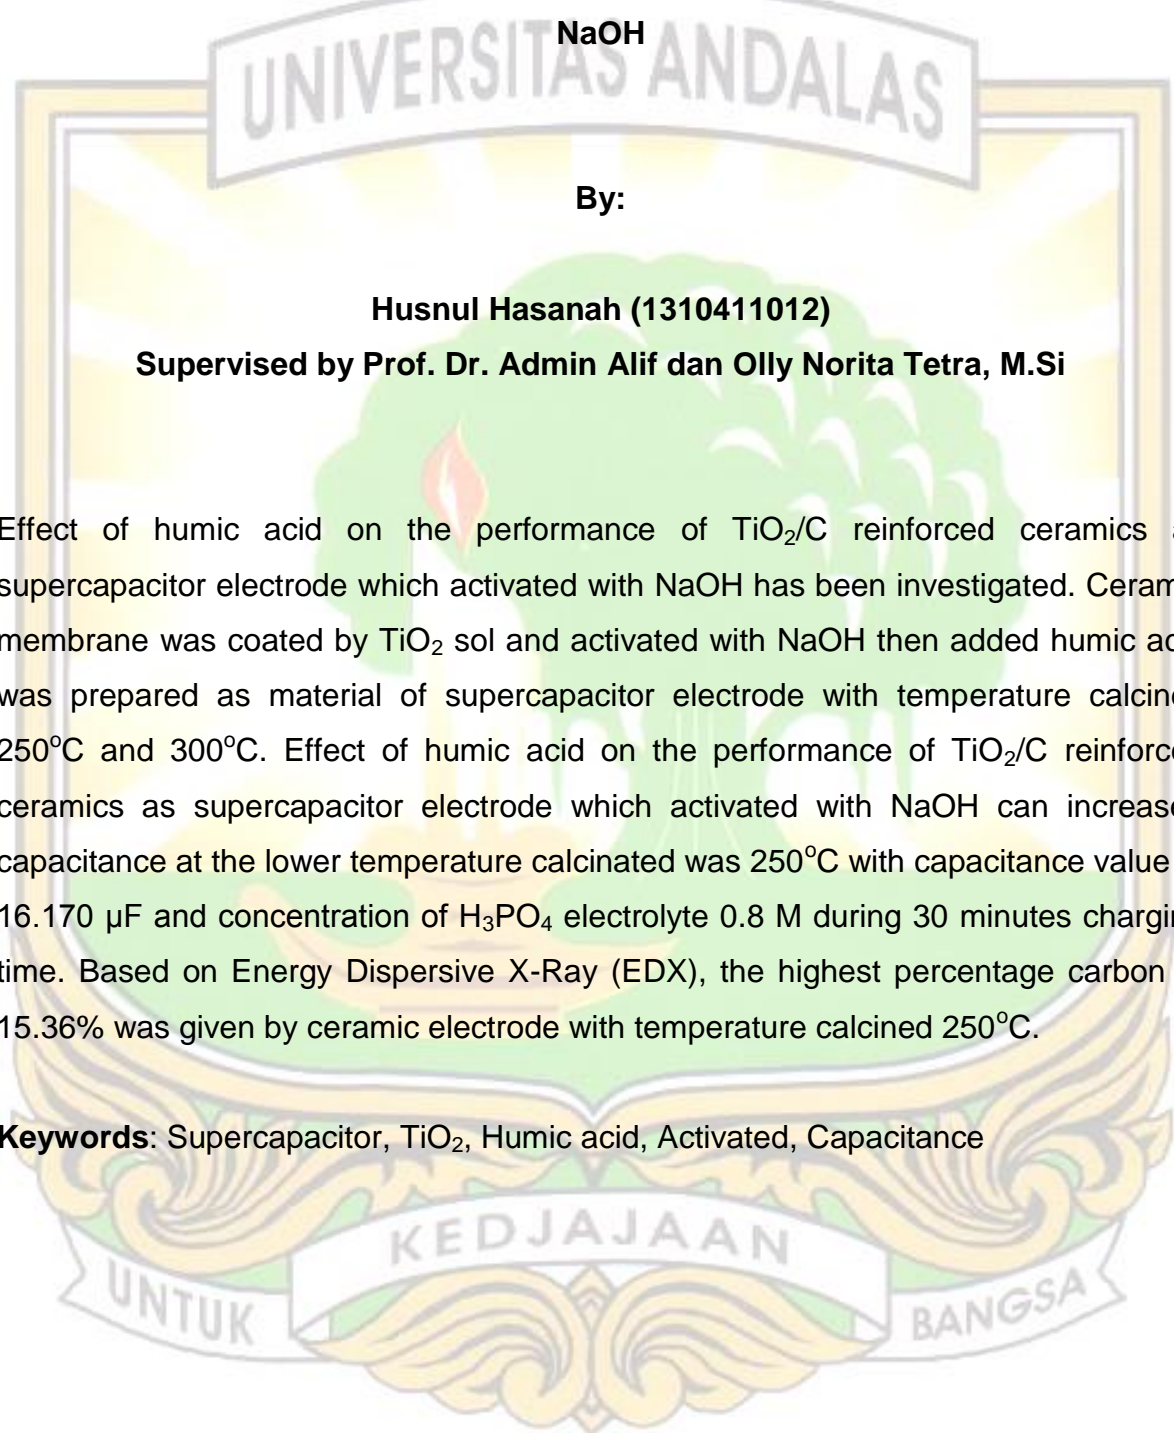 NaOH
UNIVERSITAS ANDALAS
By:
Husnul Hasanah (1310411012)
Supervised by Prof. Dr. Admin Alif dan Olly Norita Tetra, M.Si
Effect of humic acid on the performance of TiO₂/C reinforced ceramics a
supercapacitor electrode which activated with NaOH has been investigated. Ceram
membrane was coated by TiO₂ sol and activated with NaOH then added humic ac
was prepared as material of supercapacitor electrode with temperature calcine
250°C and 300°C. Effect of humic acid on the performance of TiO₂/C reinforce
ceramics as supercapacitor electrode which activated with NaOH can increase
capacitance at the lower temperature calcinated was 250°C with capacitance value
16.170 µF and concentration of H₃PO₄ electrolyte 0.8 M during 30 minutes chargin
time. Based on Energy Dispersive X-Ray (EDX), the highest percentage carbon
15.36% was given by ceramic electrode with temperature calcined 250°C.
Keywords: Supercapacitor, TiO₂, Humic acid, Activated, Capacitance
UNTUK KEDJAJAAN BANGSA